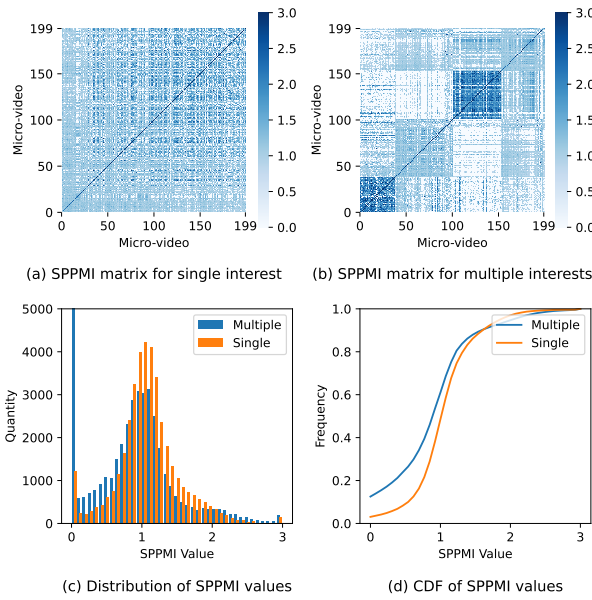 3.0
2.5
2.0
1.5
1.0
0.5
0.0
199
150
100
50
0
Micro-video
0 50 100 150 199
Micro-video
(a) SPPMI matrix for single interest
3.0
2.5
2.0
1.5
1.0
0.5
0.0
199
150
100
50
0
Micro-video
0 50 100 150 199
Micro-video
(b) SPPMI matrix for multiple interests
5000
4000
3000
2000
1000
0
Quantity
Multiple
Single
0 1 2 3
SPPMI Value
(c) Distribution of SPPMI values
1.0
0.8
0.6
0.4
0.2
0.0
Frequency
Multiple
Single
0 1 2 3
SPPMI Value
(d) CDF of SPPMI values